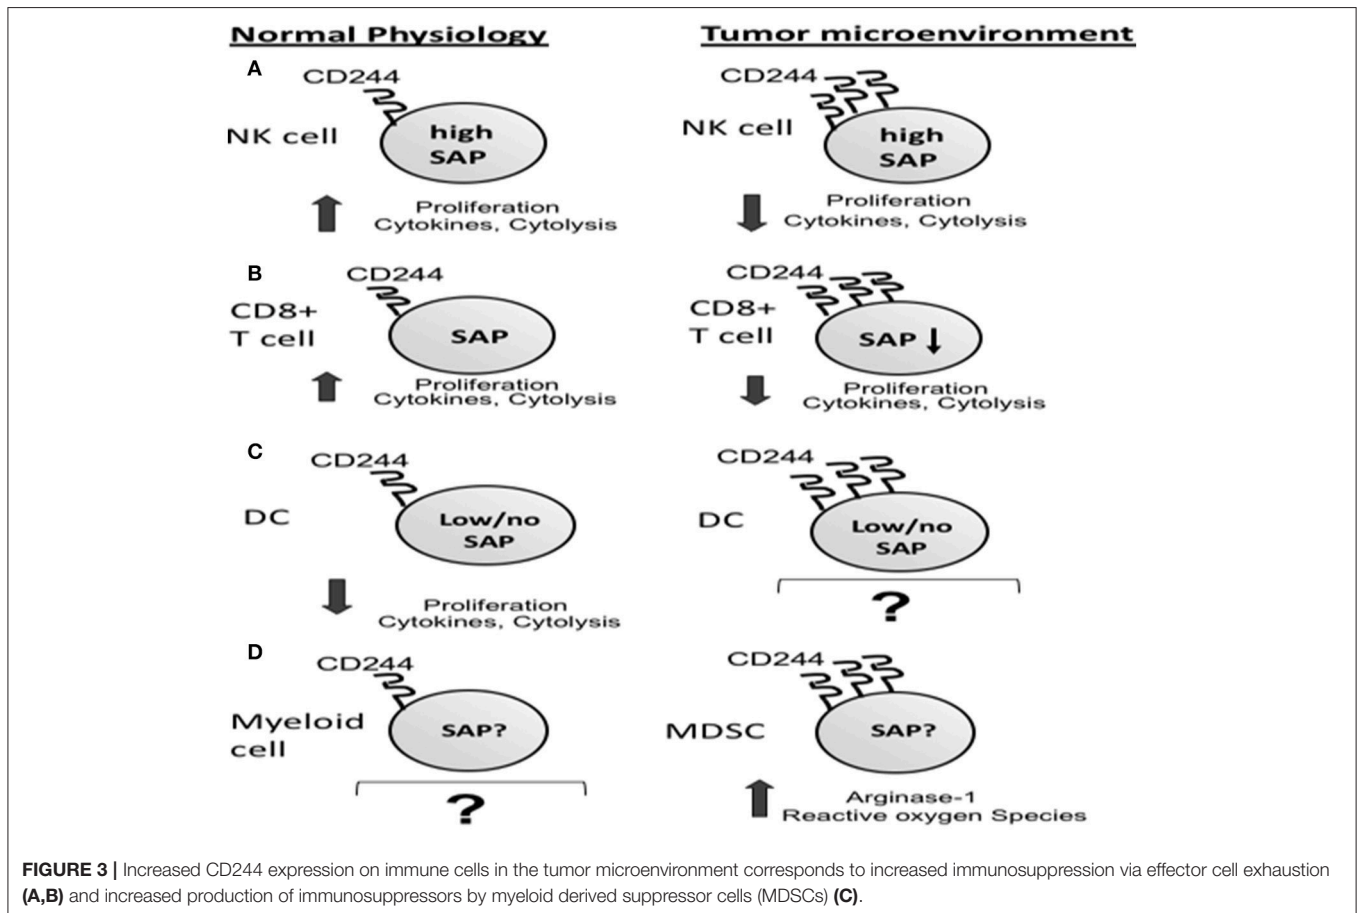 Normal Physiology
Tumor microenvironment
A
CD244
NK cell
high
SAP
Proliferation
Cytokines, Cytolysis
CD244
NK cell
high
SAP
Proliferation
Cytokines, Cytolysis
B
CD244
CD8+
T cell
SAP
Proliferation
Cytokines, Cytolysis
CD244
CD8+
T cell
SAP
Proliferation
Cytokines, Cytolysis
C
CD244
DC
Low/no
SAP
Proliferation
Cytokines, Cytolysis
CD244
DC
Low/no
SAP
?
D
CD244
Myeloid
cell
SAP?
?
CD244
MDSC
SAP?
Arginase-1
Reactive oxygen Species
FIGURE 3 | Increased CD244 expression on immune cells in the tumor microenvironment corresponds to increased immunosuppression via effector cell exhaustion
(A,B) and increased production of immunosuppressors by myeloid derived suppressor cells (MDSCs) (C).